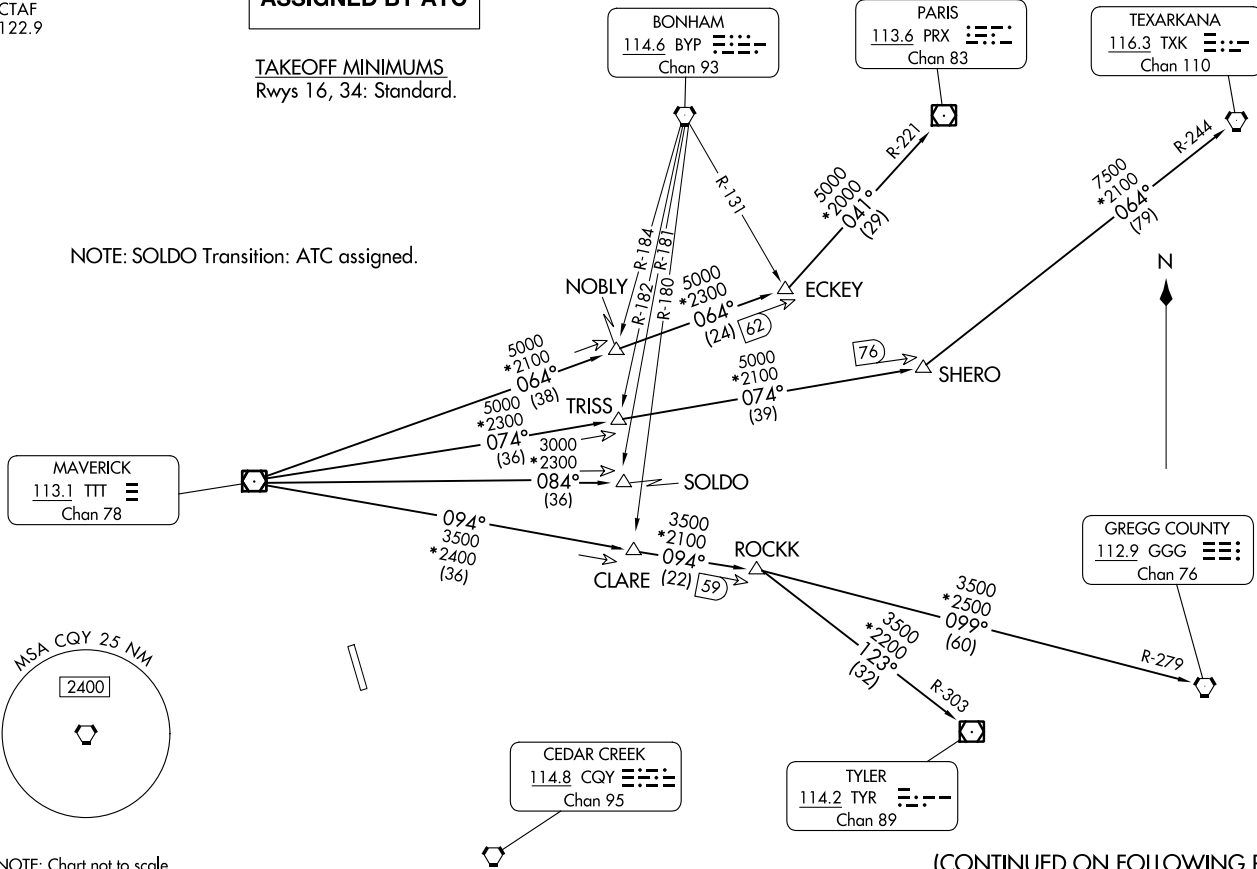 CTAF
122.9
ASSIGNED BY ATC
TAKEOFF MINIMUMS
Rwys 16, 34: Standard.
BONHAM
114.6 BYP
Chan 93
PARIS
113.6 PRX
Chan 83
TEXARKANA
116.3 TXK
Chan 110
NOTE: SOLDO Transition: ATC assigned.
R-221
R-244
R-131
R-184
R-181
R-182
R-180
5000
*2000
041°
(29)
7500
*2100
064°
(79)
N
NOBLY
5000
*2300
064°
(24)
62
ECKEY
5000
*2100
064°
(38)
TRISS
5000
*2100
074°
(39)
76
SHERO
5000
*2300
074°
(36)
3000
*2300
084°
(36)
SOLDO
MAVERICK
113.1 TTT
Chan 78
094°
3500
*2400
(36)
CLARE
3500
*2100
094°
(22)
59
ROCKK
GREGG COUNTY
112.9 GGG
Chan 76
3500
*2500
099°
(60)
R-279
3500
*2200
123°
(32)
R-303
MSA CQY 25 NM
2400
CEDAR CREEK
114.8 CQY
Chan 95
TYLER
114.2 TYR
Chan 89
NOTE: Chart not to scale
(CONTINUED ON FOLLOWING